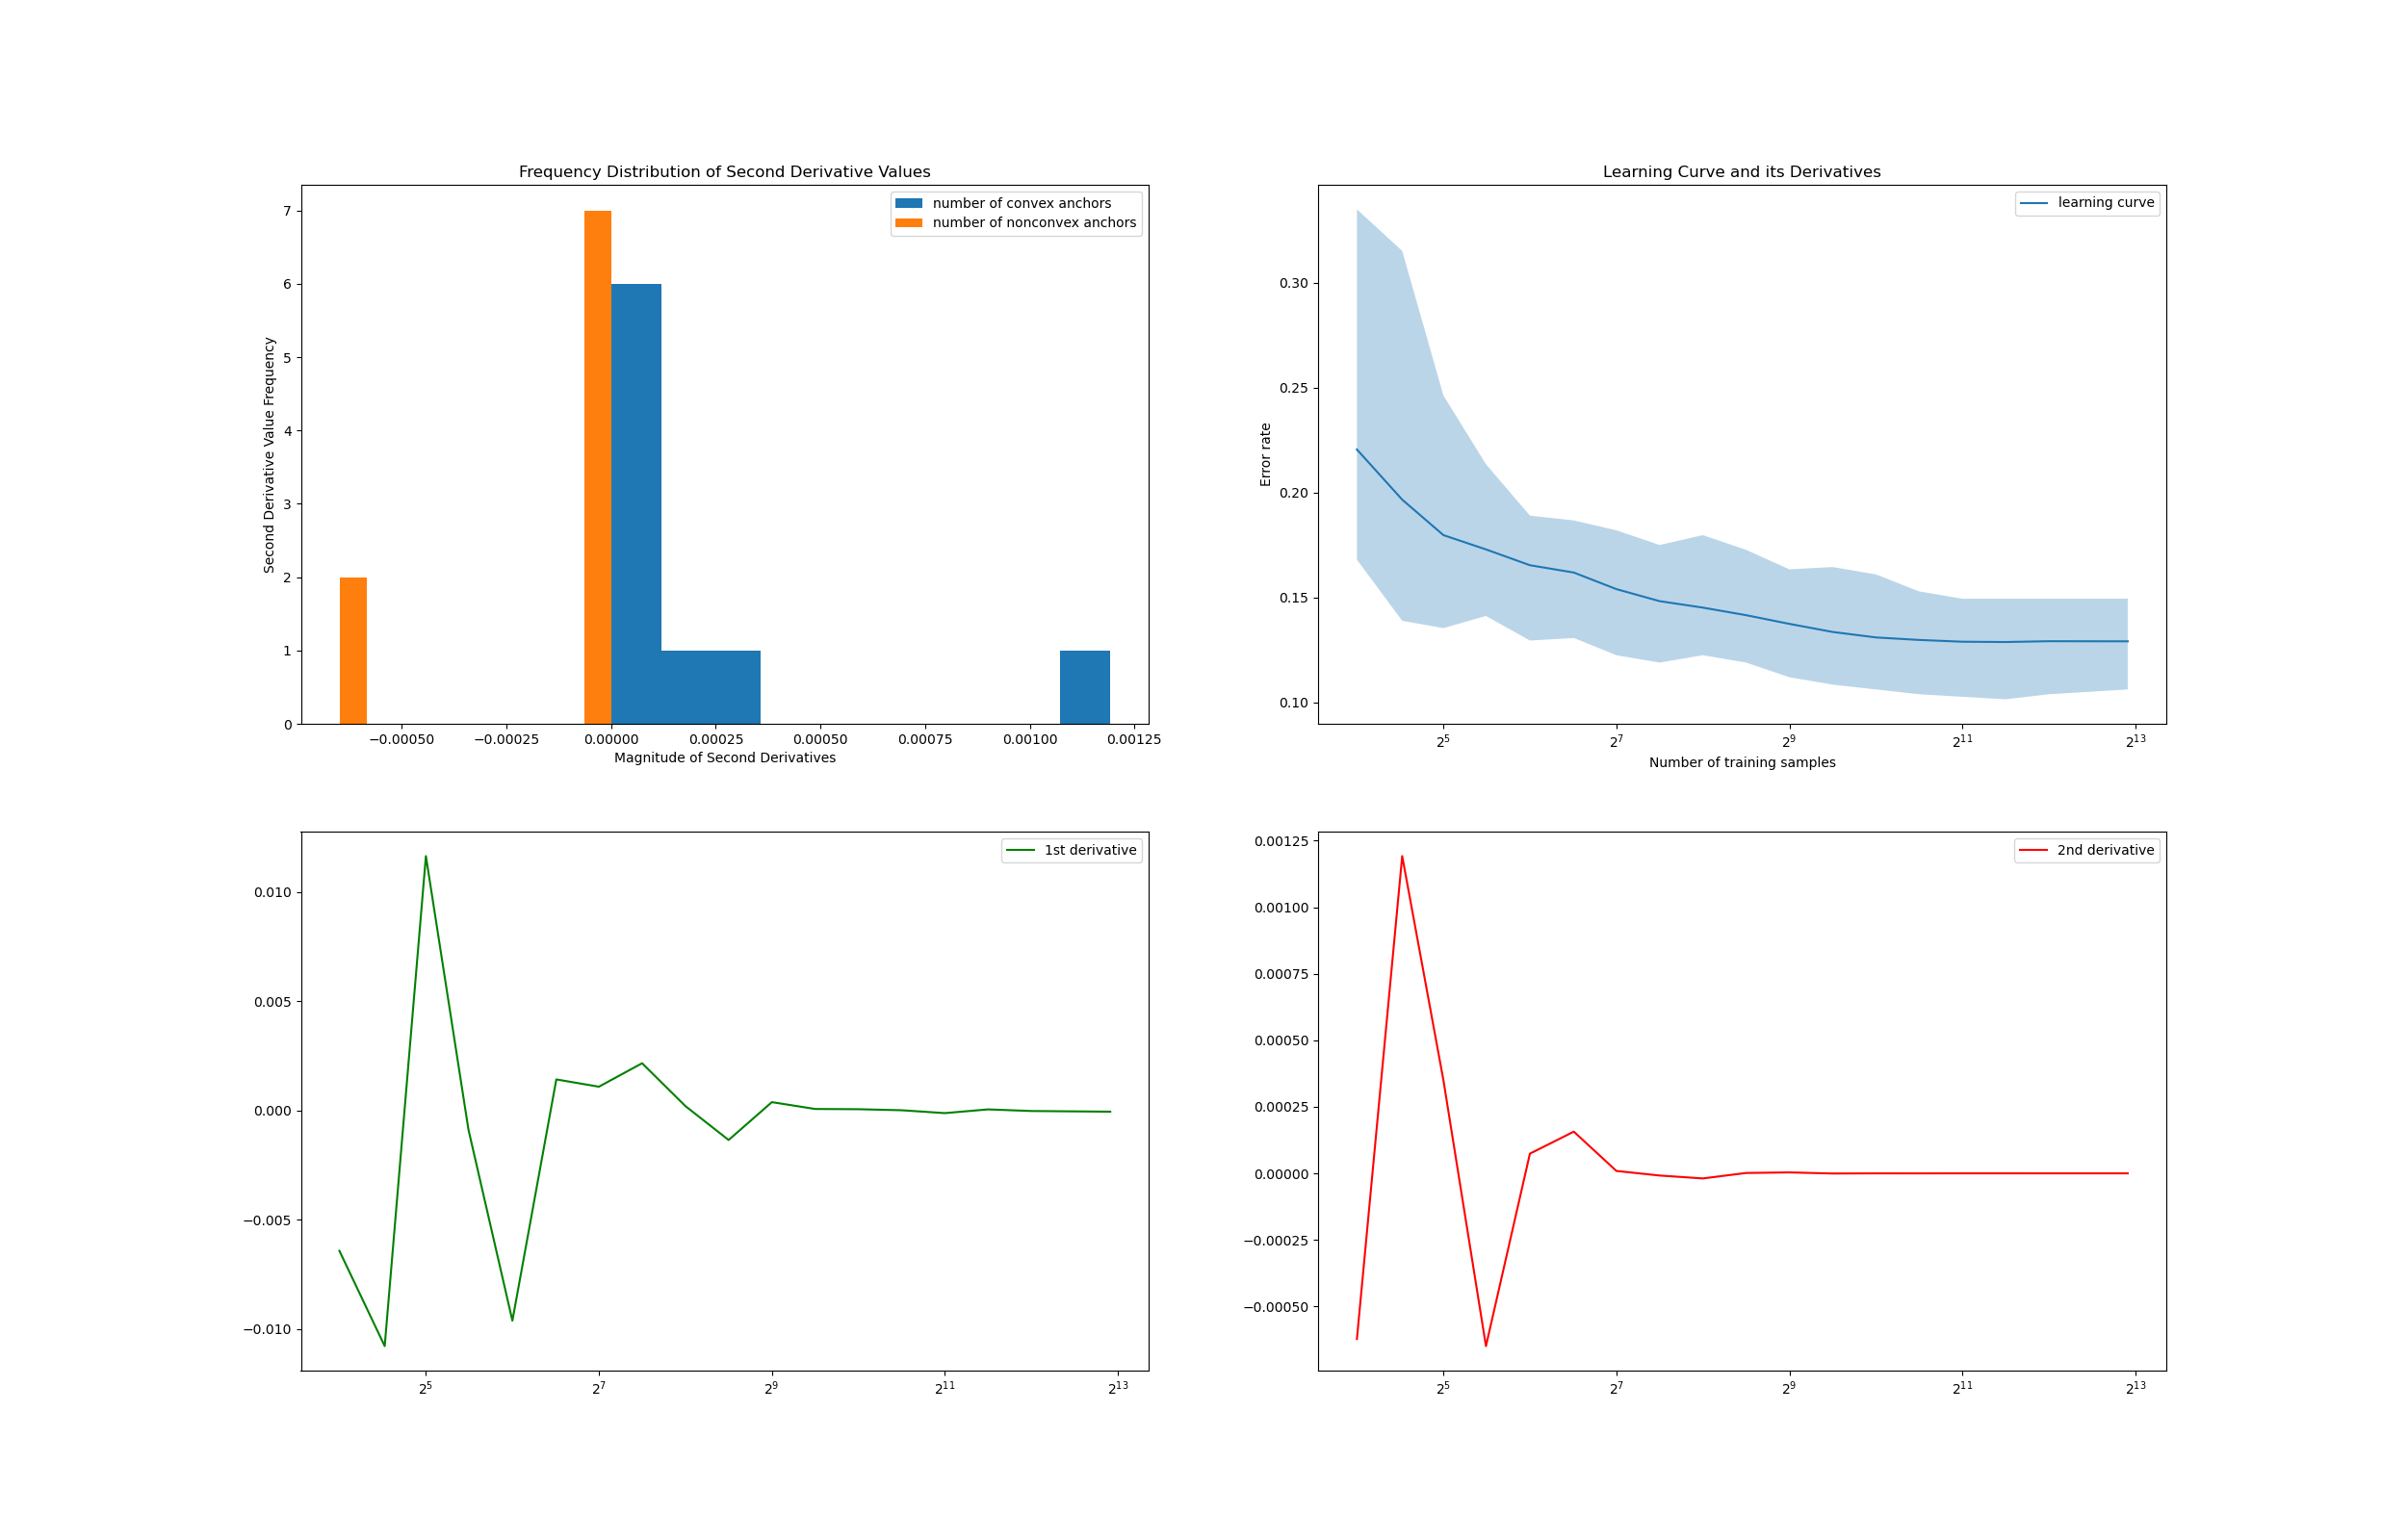 Frequency Distribution of Second Derivative Values
number of convex anchors
number of nonconvex anchors
7
6
5
4
3
2
1
0
Second Derivative Value Frequency
−0.00050 −0.00025 0.00000 0.00025 0.00050 0.00075 0.00100 0.00125
Magnitude of Second Derivatives
Learning Curve and its Derivatives
learning curve
0.30
0.25
0.20
0.15
0.10
Error rate
2^5 2^7 2^9 2^11 2^13
Number of training samples
1st derivative
0.010
0.005
0.000
−0.005
−0.010
2^5 2^7 2^9 2^11 2^13
2nd derivative
0.00125
0.00100
0.00075
0.00050
0.00025
0.00000
−0.00025
−0.00050
2^5 2^7 2^9 2^11 2^13